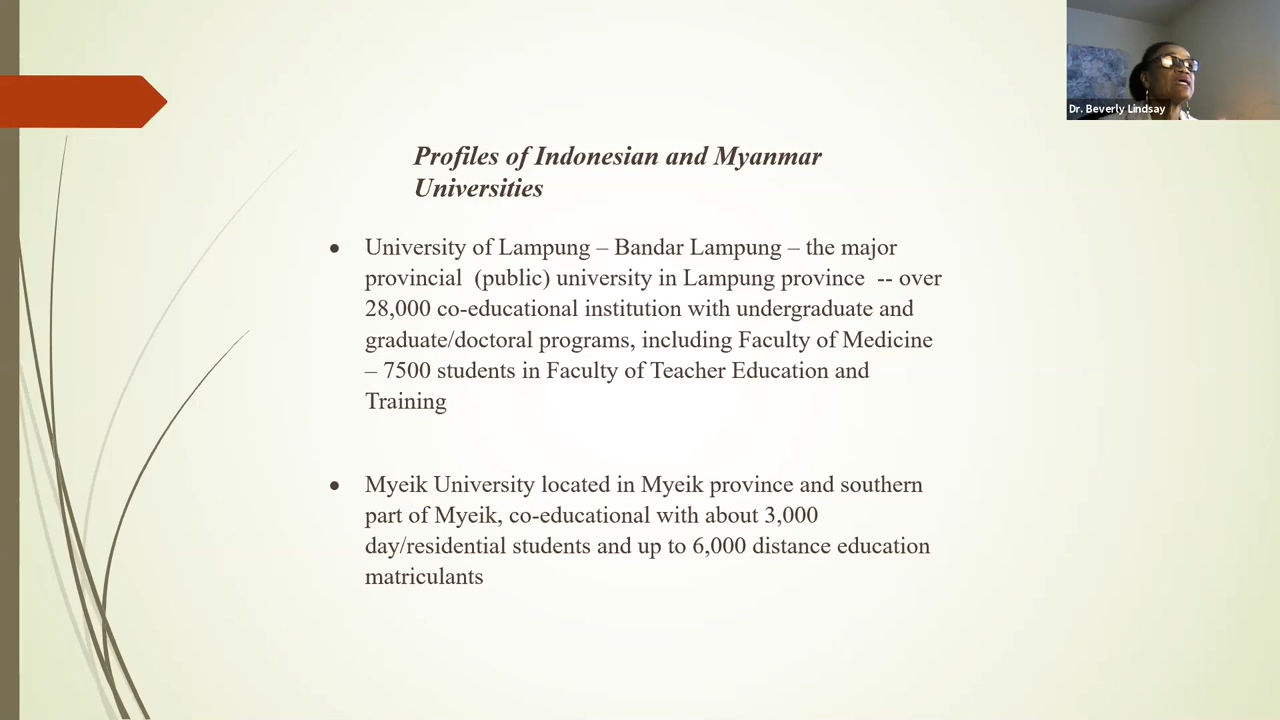 Dr. Beverly Lindsay
Profiles of Indonesian and Myanmar
Universities
● University of Lampung – Bandar Lampung – the major
provincial (public) university in Lampung province -- over
28,000 co-educational institution with undergraduate and
graduate/doctoral programs, including Faculty of Medicine
– 7500 students in Faculty of Teacher Education and
Training
● Myeik University located in Myeik province and southern
part of Myeik, co-educational with about 3,000
day/residential students and up to 6,000 distance education
matriculants